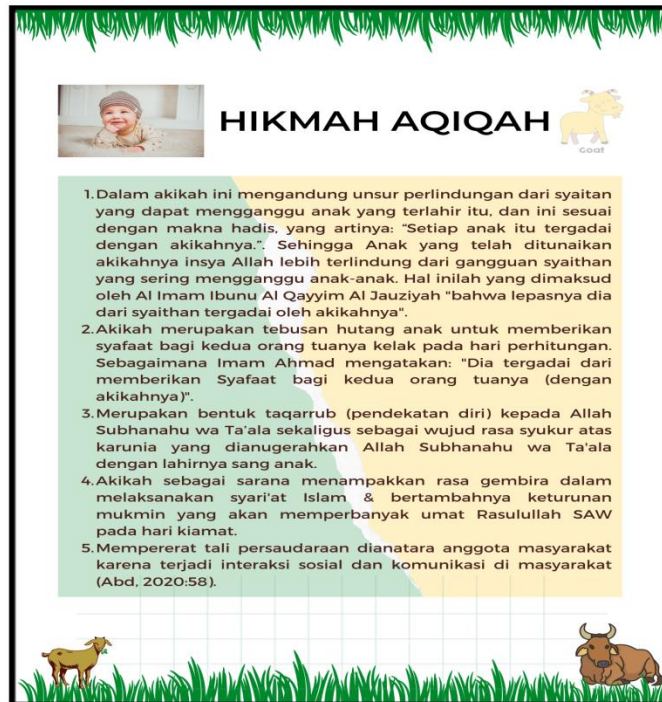 HIKMAH AQIQAH
Goat
1. Dalam akikah ini mengandung unsur perlindungan dari syaitan
yang dapat mengganggu anak yang terlahir itu, dan ini sesuai
dengan makna hadis, yang artinya: "Setiap anak itu tergadai
dengan akikahnya.". Sehingga Anak yang telah ditunaikan
akikahnya insya Allah lebih terlindung dari gangguan syaithan
yang sering mengganggu anak-anak. Hal inilah yang dimaksud
oleh Al Imam Ibunu Al Qayyim Al Jauziyah "bahwa lepasnya dia
dari syaithan tergadai oleh akikahnya".
2. Akikah merupakan tebusan hutang anak untuk memberikan
syafaat bagi kedua orang tuanya kelak pada hari perhitungan.
Sebagaimana Imam Ahmad mengatakan: "Dia tergadai dari
memberikan Syafaat bagi kedua orang tuanya (dengan
akikahnya)".
3. Merupakan bentuk taqarrub (pendekatan diri) kepada Allah
Subhanahu wa Ta'ala sekaligus sebagai wujud rasa syukur atas
karunia yang dianugerahkan Allah Subhanahu wa Ta'ala
dengan lahirnya sang anak.
4. Akikah sebagai sarana menampakkan rasa gembira dalam
melaksanakan syari'at Islam & bertambahnya keturunan
mukmin yang akan memperbanyak umat Rasulullah SAW
pada hari kiamat.
5. Mempererat tali persaudaraan dianatara anggota masyarakat
karena terjadi interaksi sosial dan komunikasi di masyarakat
(Abd, 2020:58).